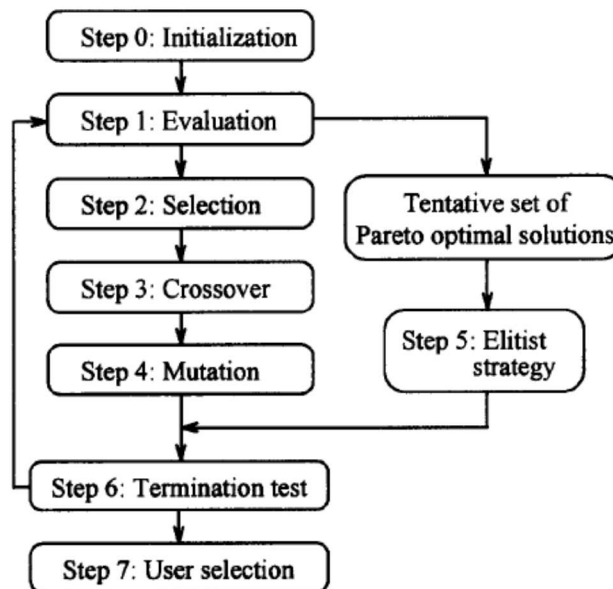 Step 0: Initialization
Step 1: Evaluation
Step 2: Selection
Tentative set of
Pareto optimal solutions
Step 3: Crossover
Step 5: Elitist
strategy
Step 4: Mutation
Step 6: Termination test
Step 7: User selection